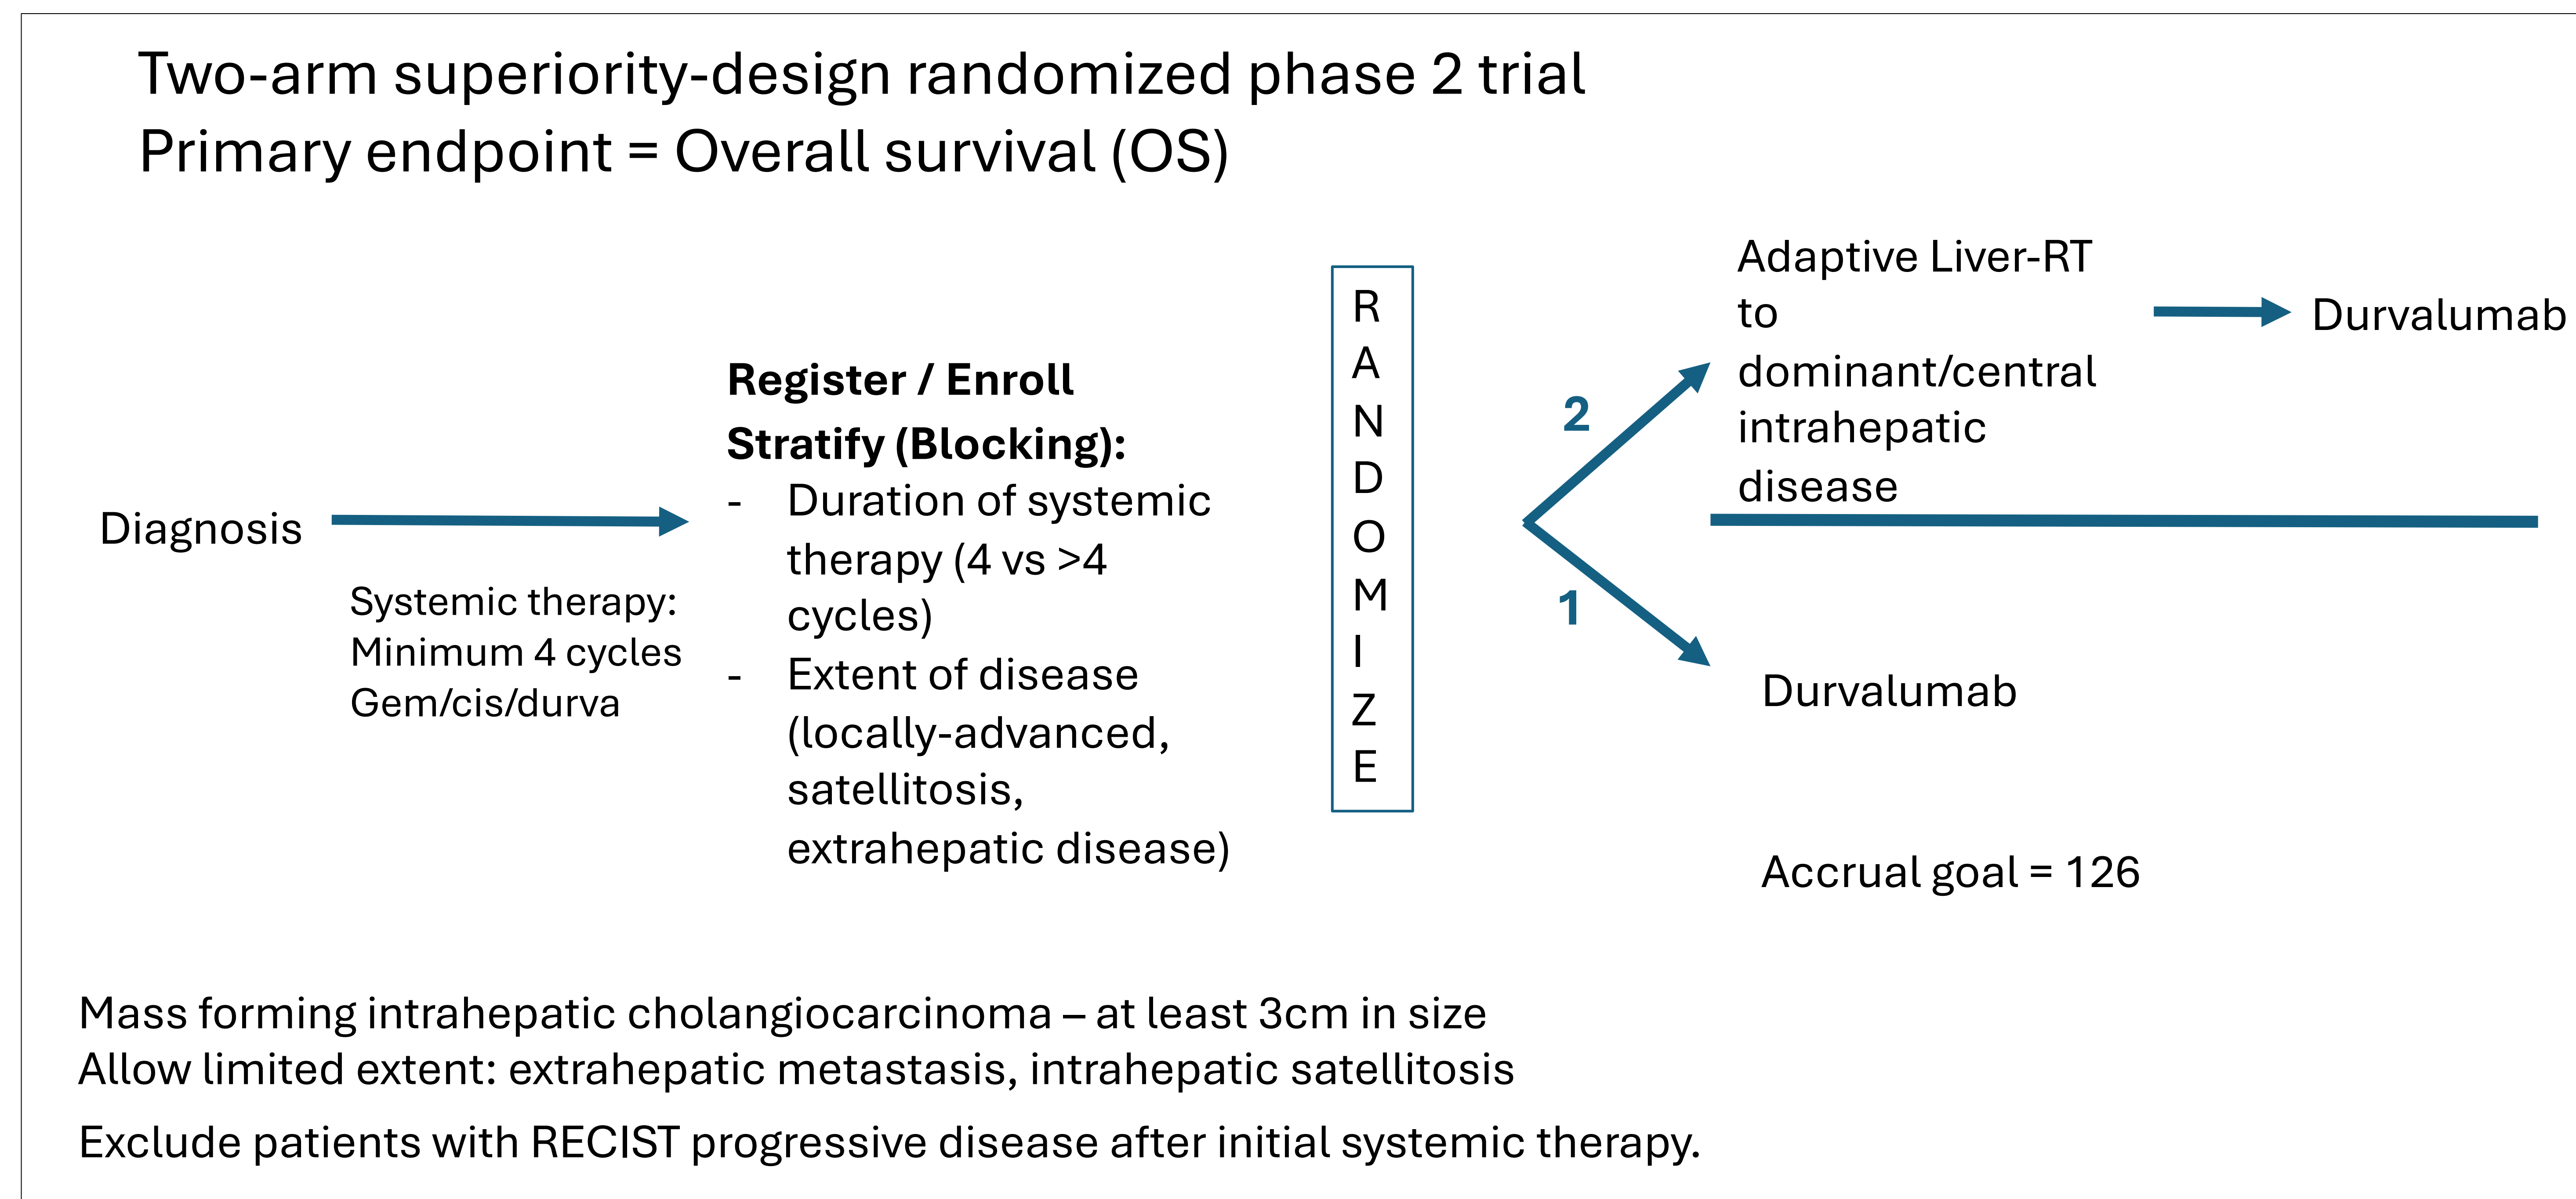 Two-arm superiority-design randomized phase 2 trial
Primary endpoint = Overall survival (OS)
Diagnosis
Systemic therapy:
Minimum 4 cycles
Gem/cis/durva
Register / Enroll
Stratify (Blocking):
- Duration of systemic
therapy (4 vs >4
cycles)
- Extent of disease
(locally-advanced,
satellitosis,
extrahepatic disease)
R
A
N
D
O
M
I
Z
E
2
Adaptive Liver-RT
to
dominant/central
intrahepatic
disease
Durvalumab
1
Durvalumab
Accrual goal = 126
Mass forming intrahepatic cholangiocarcinoma – at least 3cm in size
Allow limited extent: extrahepatic metastasis, intrahepatic satellitosis
Exclude patients with RECIST progressive disease after initial systemic therapy.